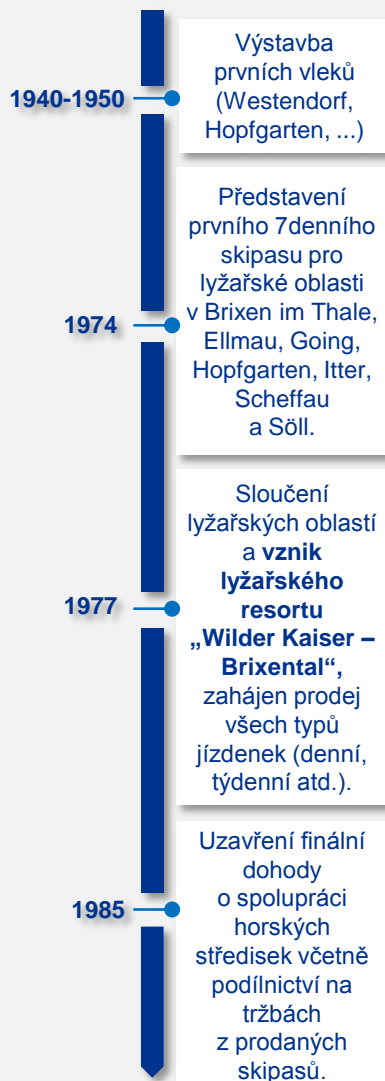 1940-1950
Výstavba
prvních vleků
(Westendorf,
Hopfgarten, ...)
1974
Představení
prvního 7denního
skipasu pro
lyžařské oblasti
v Brixen im Thale,
Ellmau, Going,
Hopfgarten, Itter,
Scheffau
a Söll.
1977
Sloučení
lyžařských oblastí
a vznik
lyžařského
resortu
„Wilder Kaiser –
Brixental“,
zahájen prodej
všech typů
jízdenek (denní,
týdenní atd.).
1985
Uzavření finální
dohody
o spolupráci
horských
středisek včetně
podílnictví na
tržbách
z prodaných
skipasů.